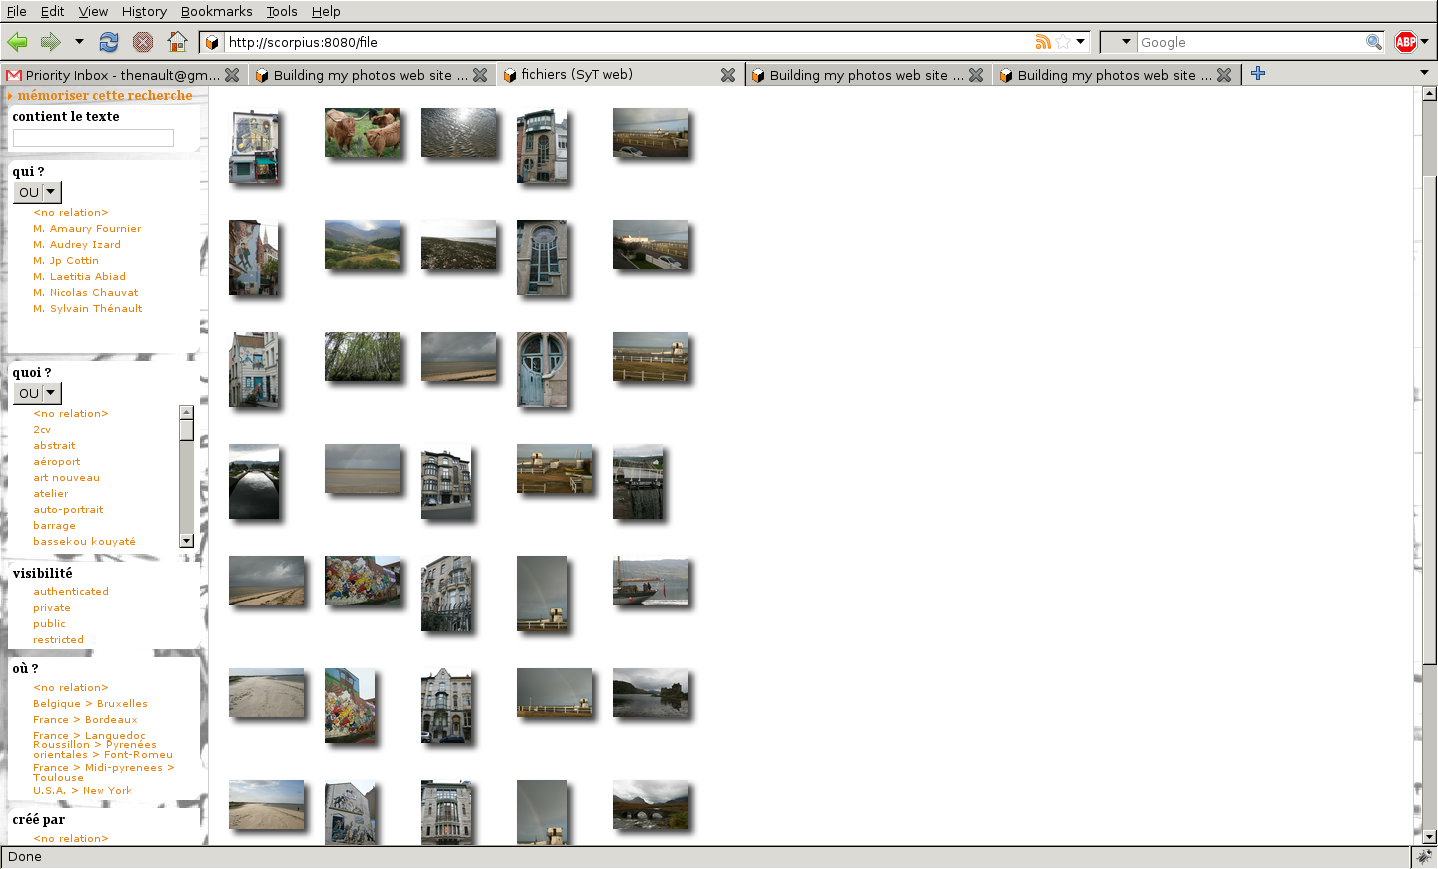 File Edit View History Bookmarks Tools Help
http://scorpius:8080/file
Google
ABP
Priority Inbox - thenault@gm...
Building my photos web site ...
fichiers (SyT web)
Building my photos web site ...
Building my photos web site ...
mémoriser cette recherche
contient le texte
qui ?
OU
<no relation>
M. Amaury Fournier
M. Audrey Izard
M. Jp Cottin
M. Laetitia Abiad
M. Nicolas Chauvat
M. Sylvain Thénault
quoi ?
OU
<no relation>
2cv
abstrait
aéroport
art nouveau
atelier
auto-portrait
barrage
bassekou kouyaté
visibilité
authenticated
private
public
restricted
où ?
<no relation>
Belgique > Bruxelles
France > Bordeaux
France > Languedoc
Roussillon > Pyrenées
orientales > Font-Romeu
France > Midi-pyrenees >
Toulouse
U.S.A. > New York
créé par
<no relation>
Done